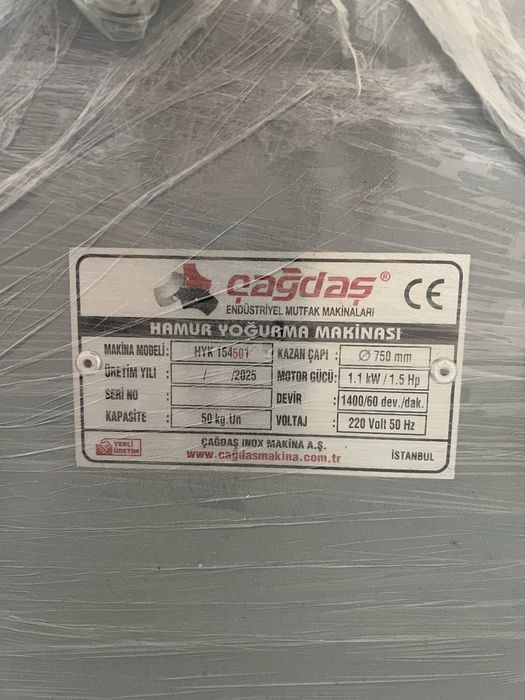 çağdaş® CE
ENDÜSTRİYEL MUTFAK MAKİNALARI
HAMUR YOĞURMA MAKİNASI
MAKİNA MODELİ : HYK 154501 KAZAN ÇAPI : Ø 750 mm
ÜRETİM YILI : / /2025 MOTOR GÜCÜ : 1.1 kW / 1.5 Hp
SERİ NO : DEVİR : 1400/60 dev./dak.
KAPASİTE : 50 kg.Un VOLTAJ : 220 Volt 50 Hz
YERLİ ÜRETİM ÇAĞDAŞ INOX MAKİNA A.Ş.
www.cagdasmakina.com.tr İSTANBUL